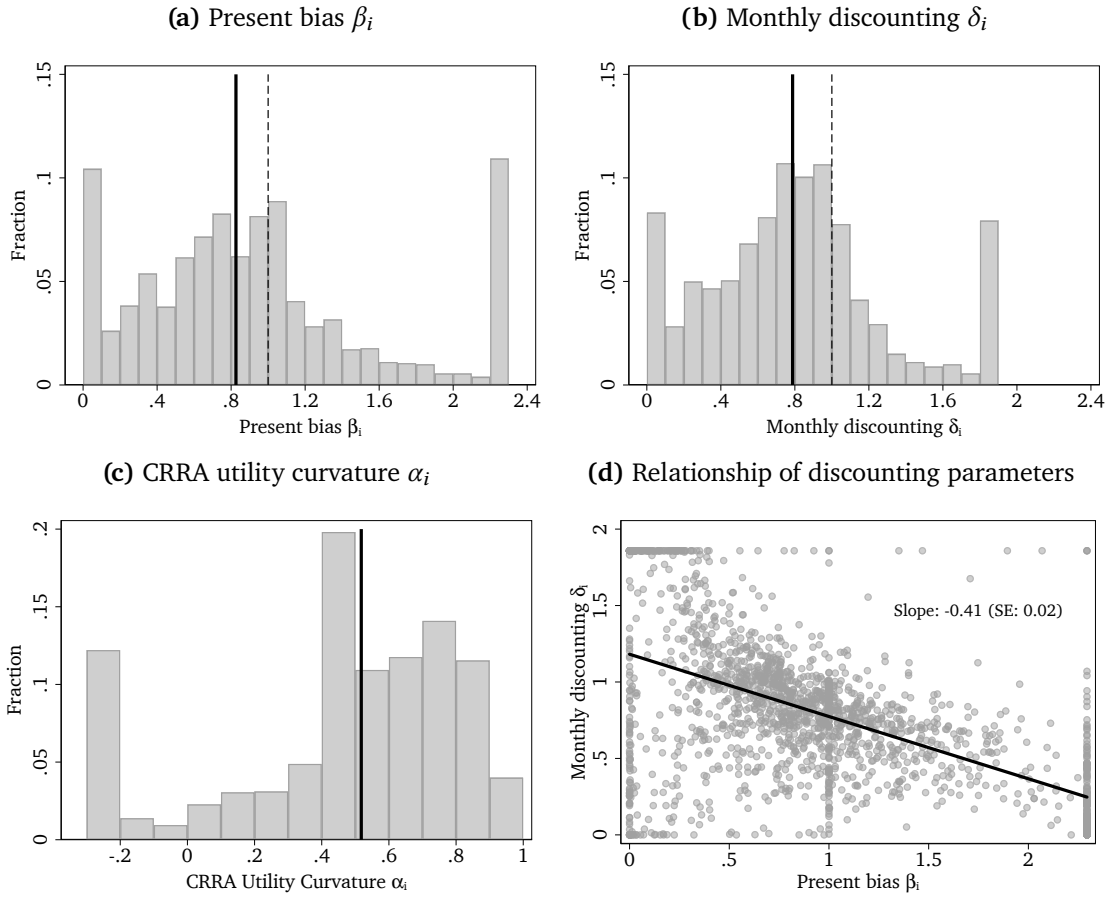 (a) Present bias βi
.15
.1
.05
0
Fraction
0 .4 .8 1.2 1.6 2 2.4
Present bias βi
(b) Monthly discounting δi
.15
.1
.05
0
Fraction
0 .4 .8 1.2 1.6 2 2.4
Monthly discounting δi
(c) CRRA utility curvature αi
.2
.15
.1
.05
0
Fraction
-.2 0 .2 .4 .6 .8 1
CRRA Utility Curvature αi
(d) Relationship of discounting parameters
2
1.5
1
.5
0
Monthly discounting δi
Slope: -0.41 (SE: 0.02)
0 .5 1 1.5 2
Present bias βi